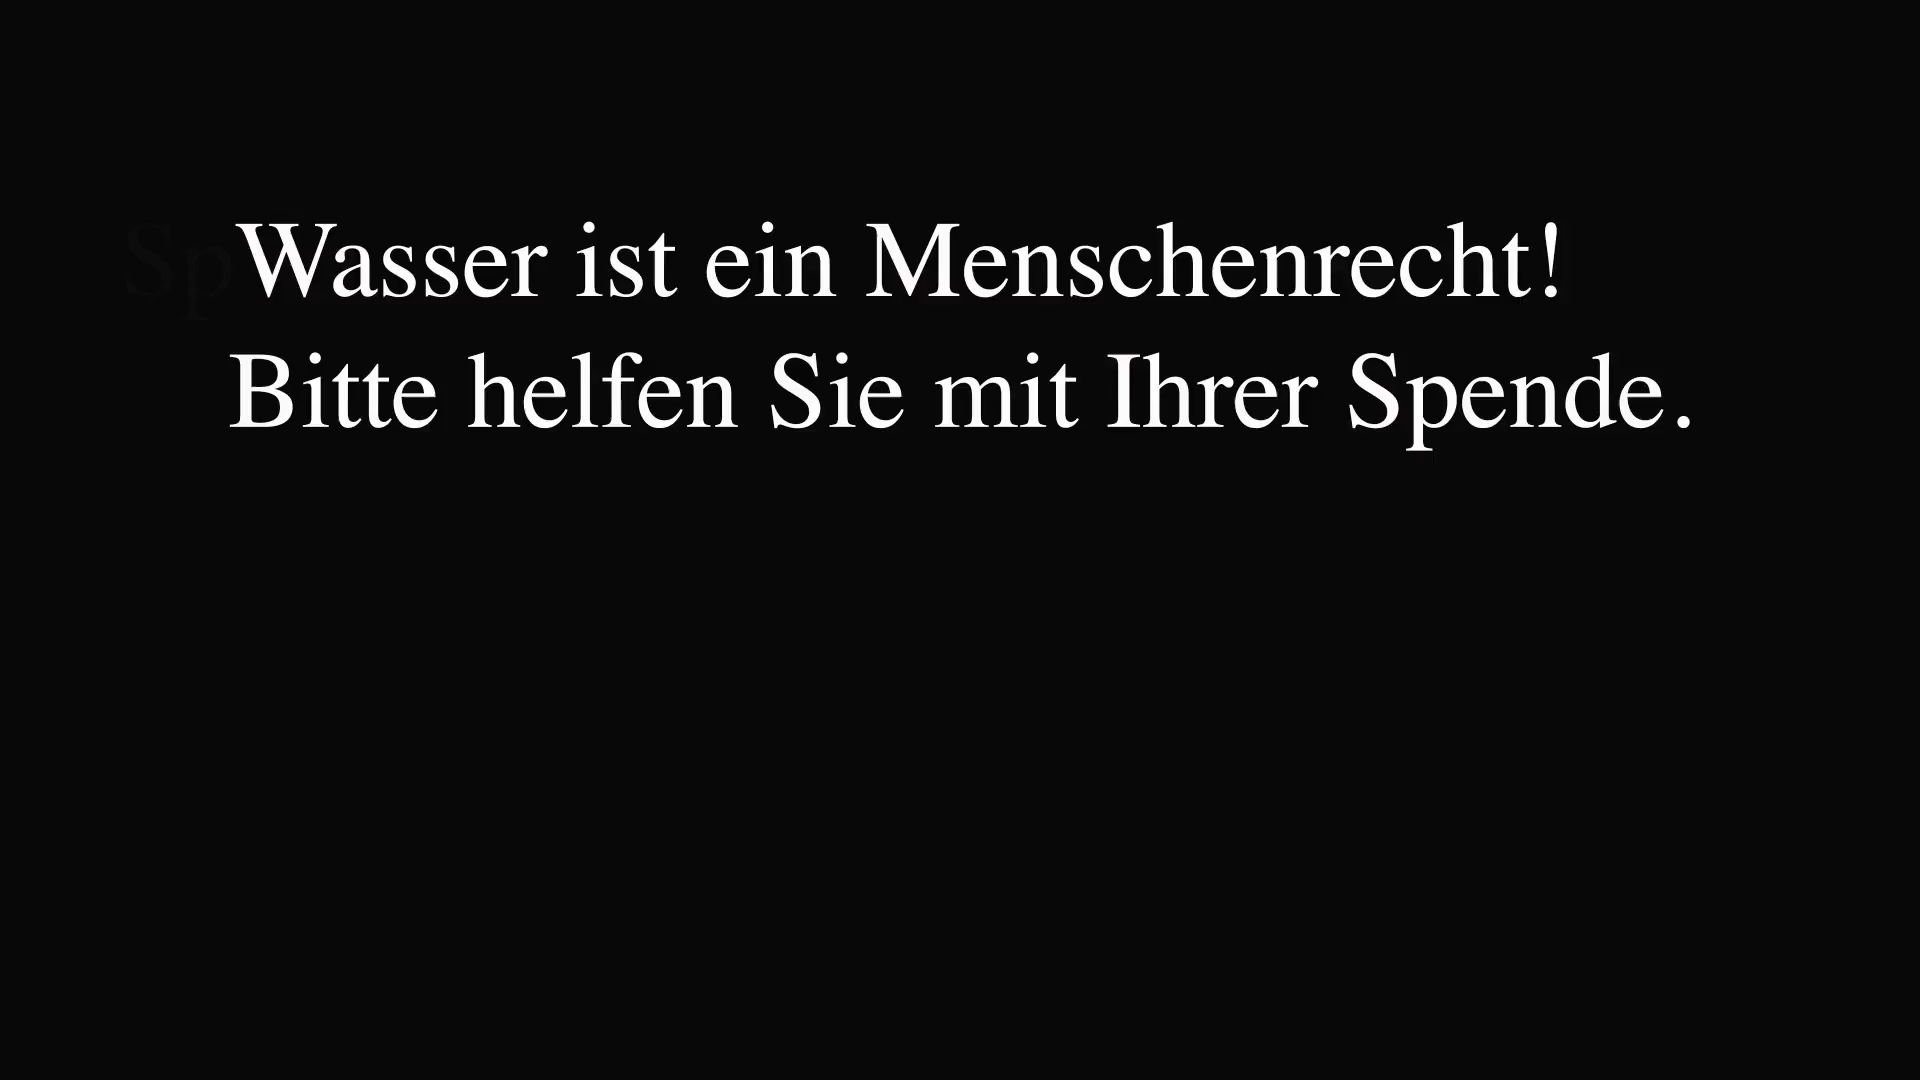 Wasser ist ein Menschenrecht!
Bitte helfen Sie mit Ihrer Spende.